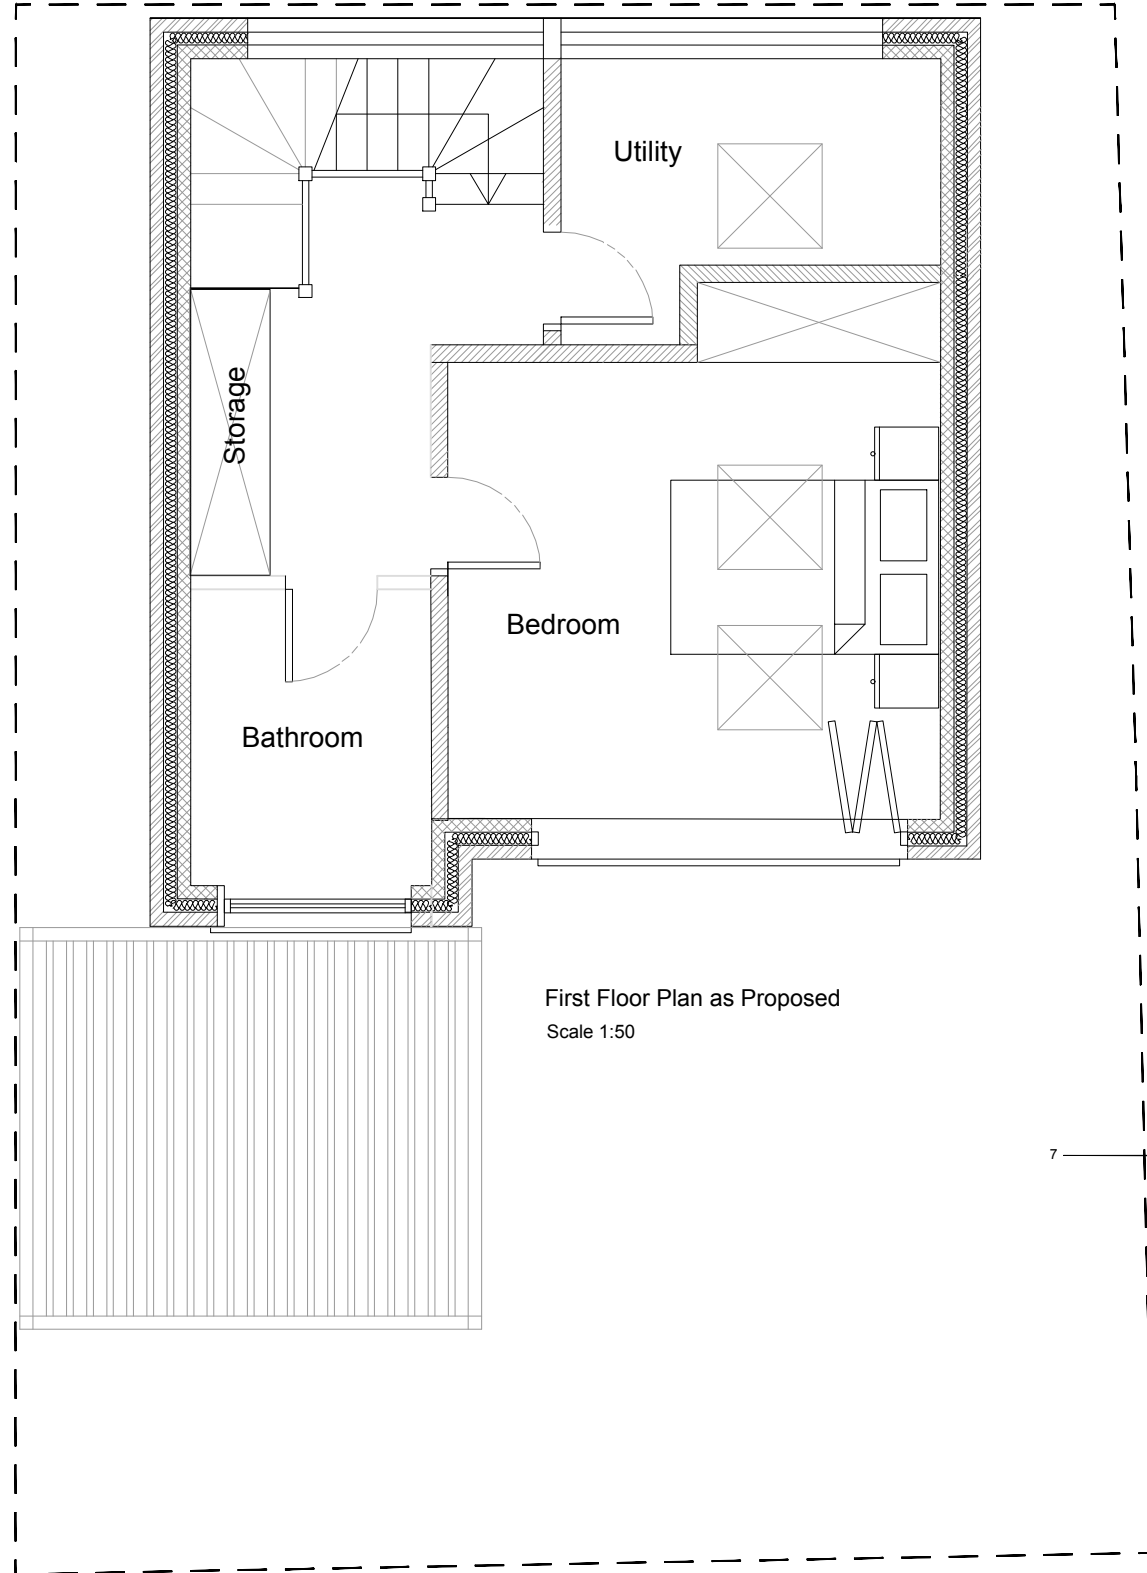 Utility
Storage
Bedroom
Bathroom
First Floor Plan as Proposed
Scale 1:50
7